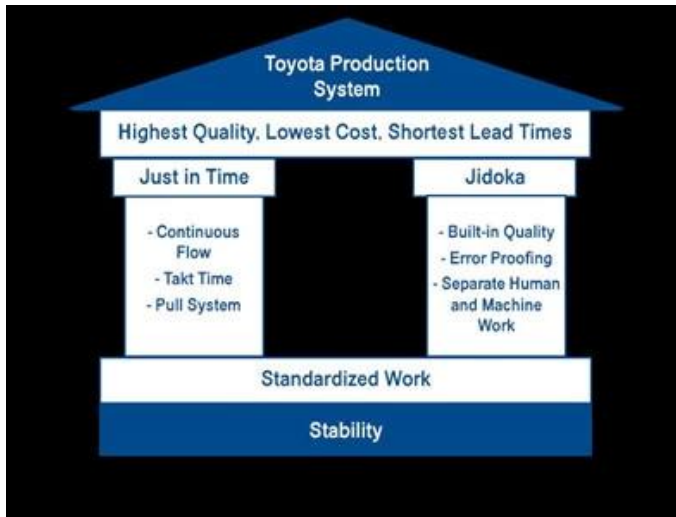 Toyota Production
System
Highest Quality, Lowest Cost, Shortest Lead Times
Just in Time
Jidoka
- Continuous
Flow
- Takt Time
- Pull System
- Built-in Quality
- Error Proofing
- Separate Human
and Machine
Work
Standardized Work
Stability